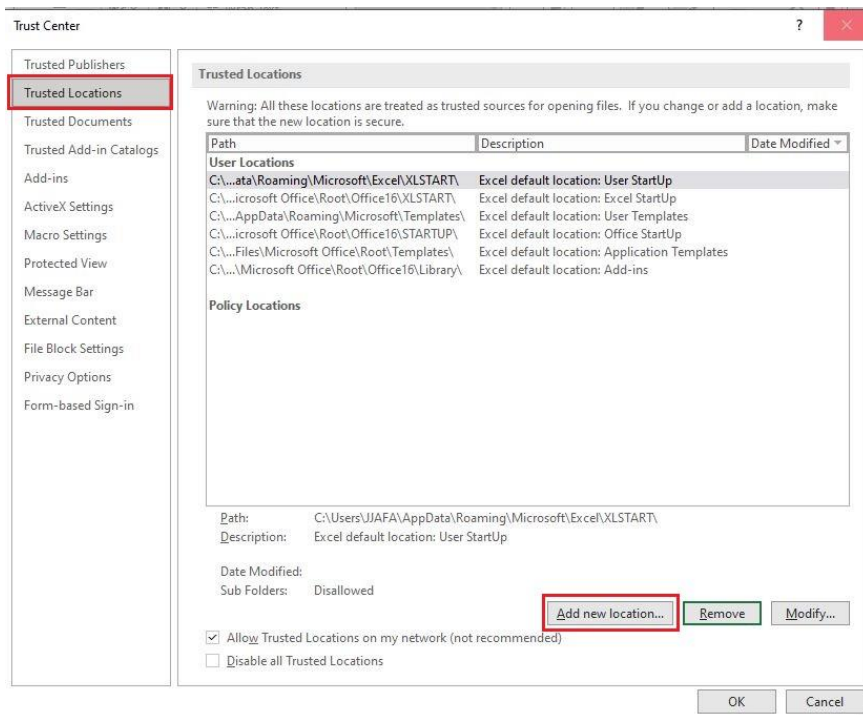 Trust Center
?
Trusted Publishers
Trusted Locations
Trusted Documents
Trusted Add-in Catalogs
Add-ins
ActiveX Settings
Macro Settings
Protected View
Message Bar
External Content
File Block Settings
Privacy Options
Form-based Sign-in
Trusted Locations
Warning: All these locations are treated as trusted sources for opening files. If you change or add a location, make
sure that the new location is secure.
Path Description Date Modified
User Locations
C:\...ata\Roaming\Microsoft\Excel\XLSTART\ Excel default location: User StartUp
C:\...icrosoft Office\Root\Office16\XLSTART\ Excel default location: Excel StartUp
C:\...AppData\Roaming\Microsoft\Templates\ Excel default location: User Templates
C:\...icrosoft Office\Root\Office16\STARTUP\ Excel default location: Office StartUp
C:\...Files\Microsoft Office\Root\Templates\ Excel default location: Application Templates
C:\...\Microsoft Office\Root\Office16\Library\ Excel default location: Add-ins
Policy Locations
Path: C:\Users\JJAFA\AppData\Roaming\Microsoft\Excel\XLSTART\
Description: Excel default location: User StartUp
Date Modified:
Sub Folders: Disallowed
Add new location... Remove Modify...
Allow Trusted Locations on my network (not recommended)
Disable all Trusted Locations
OK Cancel